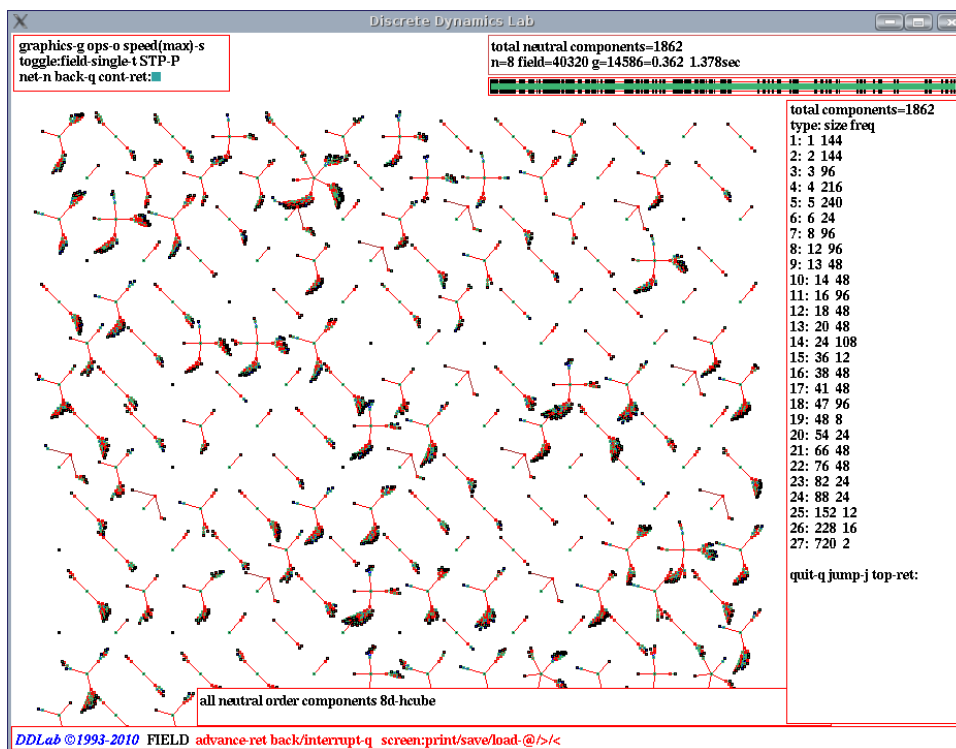 Discrete Dynamics Lab
graphics-g ops-o speed(max)-s
toggle:field-single-t STP-P
net-n back-q cont-ret:
total neutral components=1862
n=8 field=40320 g=14586=0.362 1.378sec
total components=1862
type: size freq
1: 1 144
2: 2 144
3: 3 96
4: 4 216
5: 5 240
6: 6 24
7: 8 96
8: 12 96
9: 13 48
10: 14 48
11: 16 96
12: 18 48
13: 20 48
14: 24 108
15: 36 12
16: 38 48
17: 41 48
18: 47 96
19: 48 8
20: 54 24
21: 66 48
22: 76 48
23: 82 24
24: 88 24
25: 152 12
26: 228 16
27: 720 2
quit-q jump-j top-ret:
all neutral order components 8d-hcube
DDLab ©1993-2010 FIELD advance-ret back/interrupt-q screen:print/save/load-@/>/<